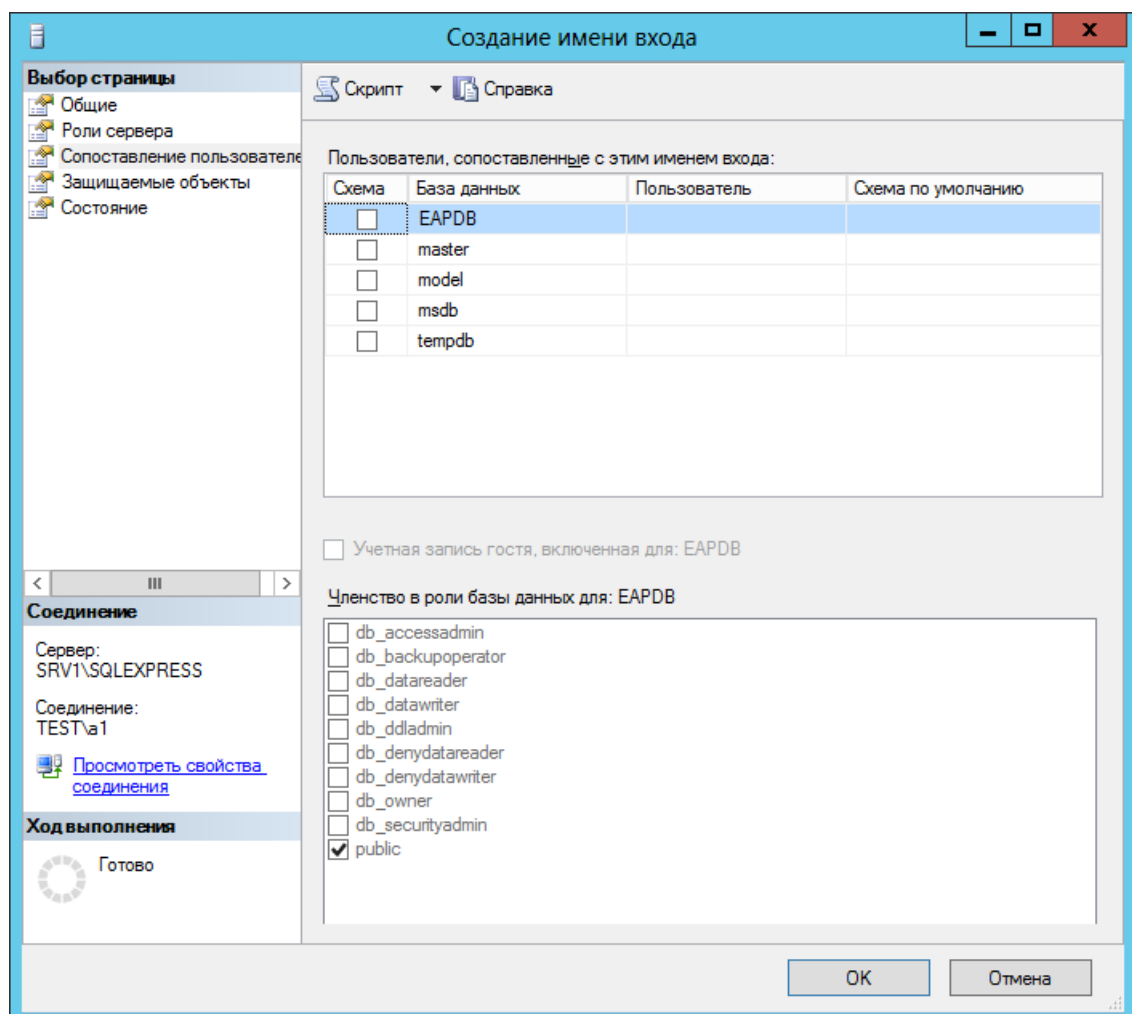 Создание имени входа
Выбор страницы
Общие
Роли сервера
Сопоставление пользователе
Защищаемые объекты
Состояние
Скрипт
Справка
Пользователи, сопоставленные с этим именем входа:
Схема База данных Пользователь Схема по умолчанию
EAPDB
master
model
msdb
tempdb
Учетная запись гостя, включенная для: EAPDB
Членство в роли базы данных для: EAPDB
db_accessadmin
db_backupoperator
db_datareader
db_datawriter
db_ddladmin
db_denydatareader
db_denydatawriter
db_owner
db_securityadmin
public
Соединение
Сервер:
SRV1\SQLEXPRESS
Соединение:
TEST\a1
Просмотреть свойства
соединения
Ход выполнения
Готово
OK
Отмена